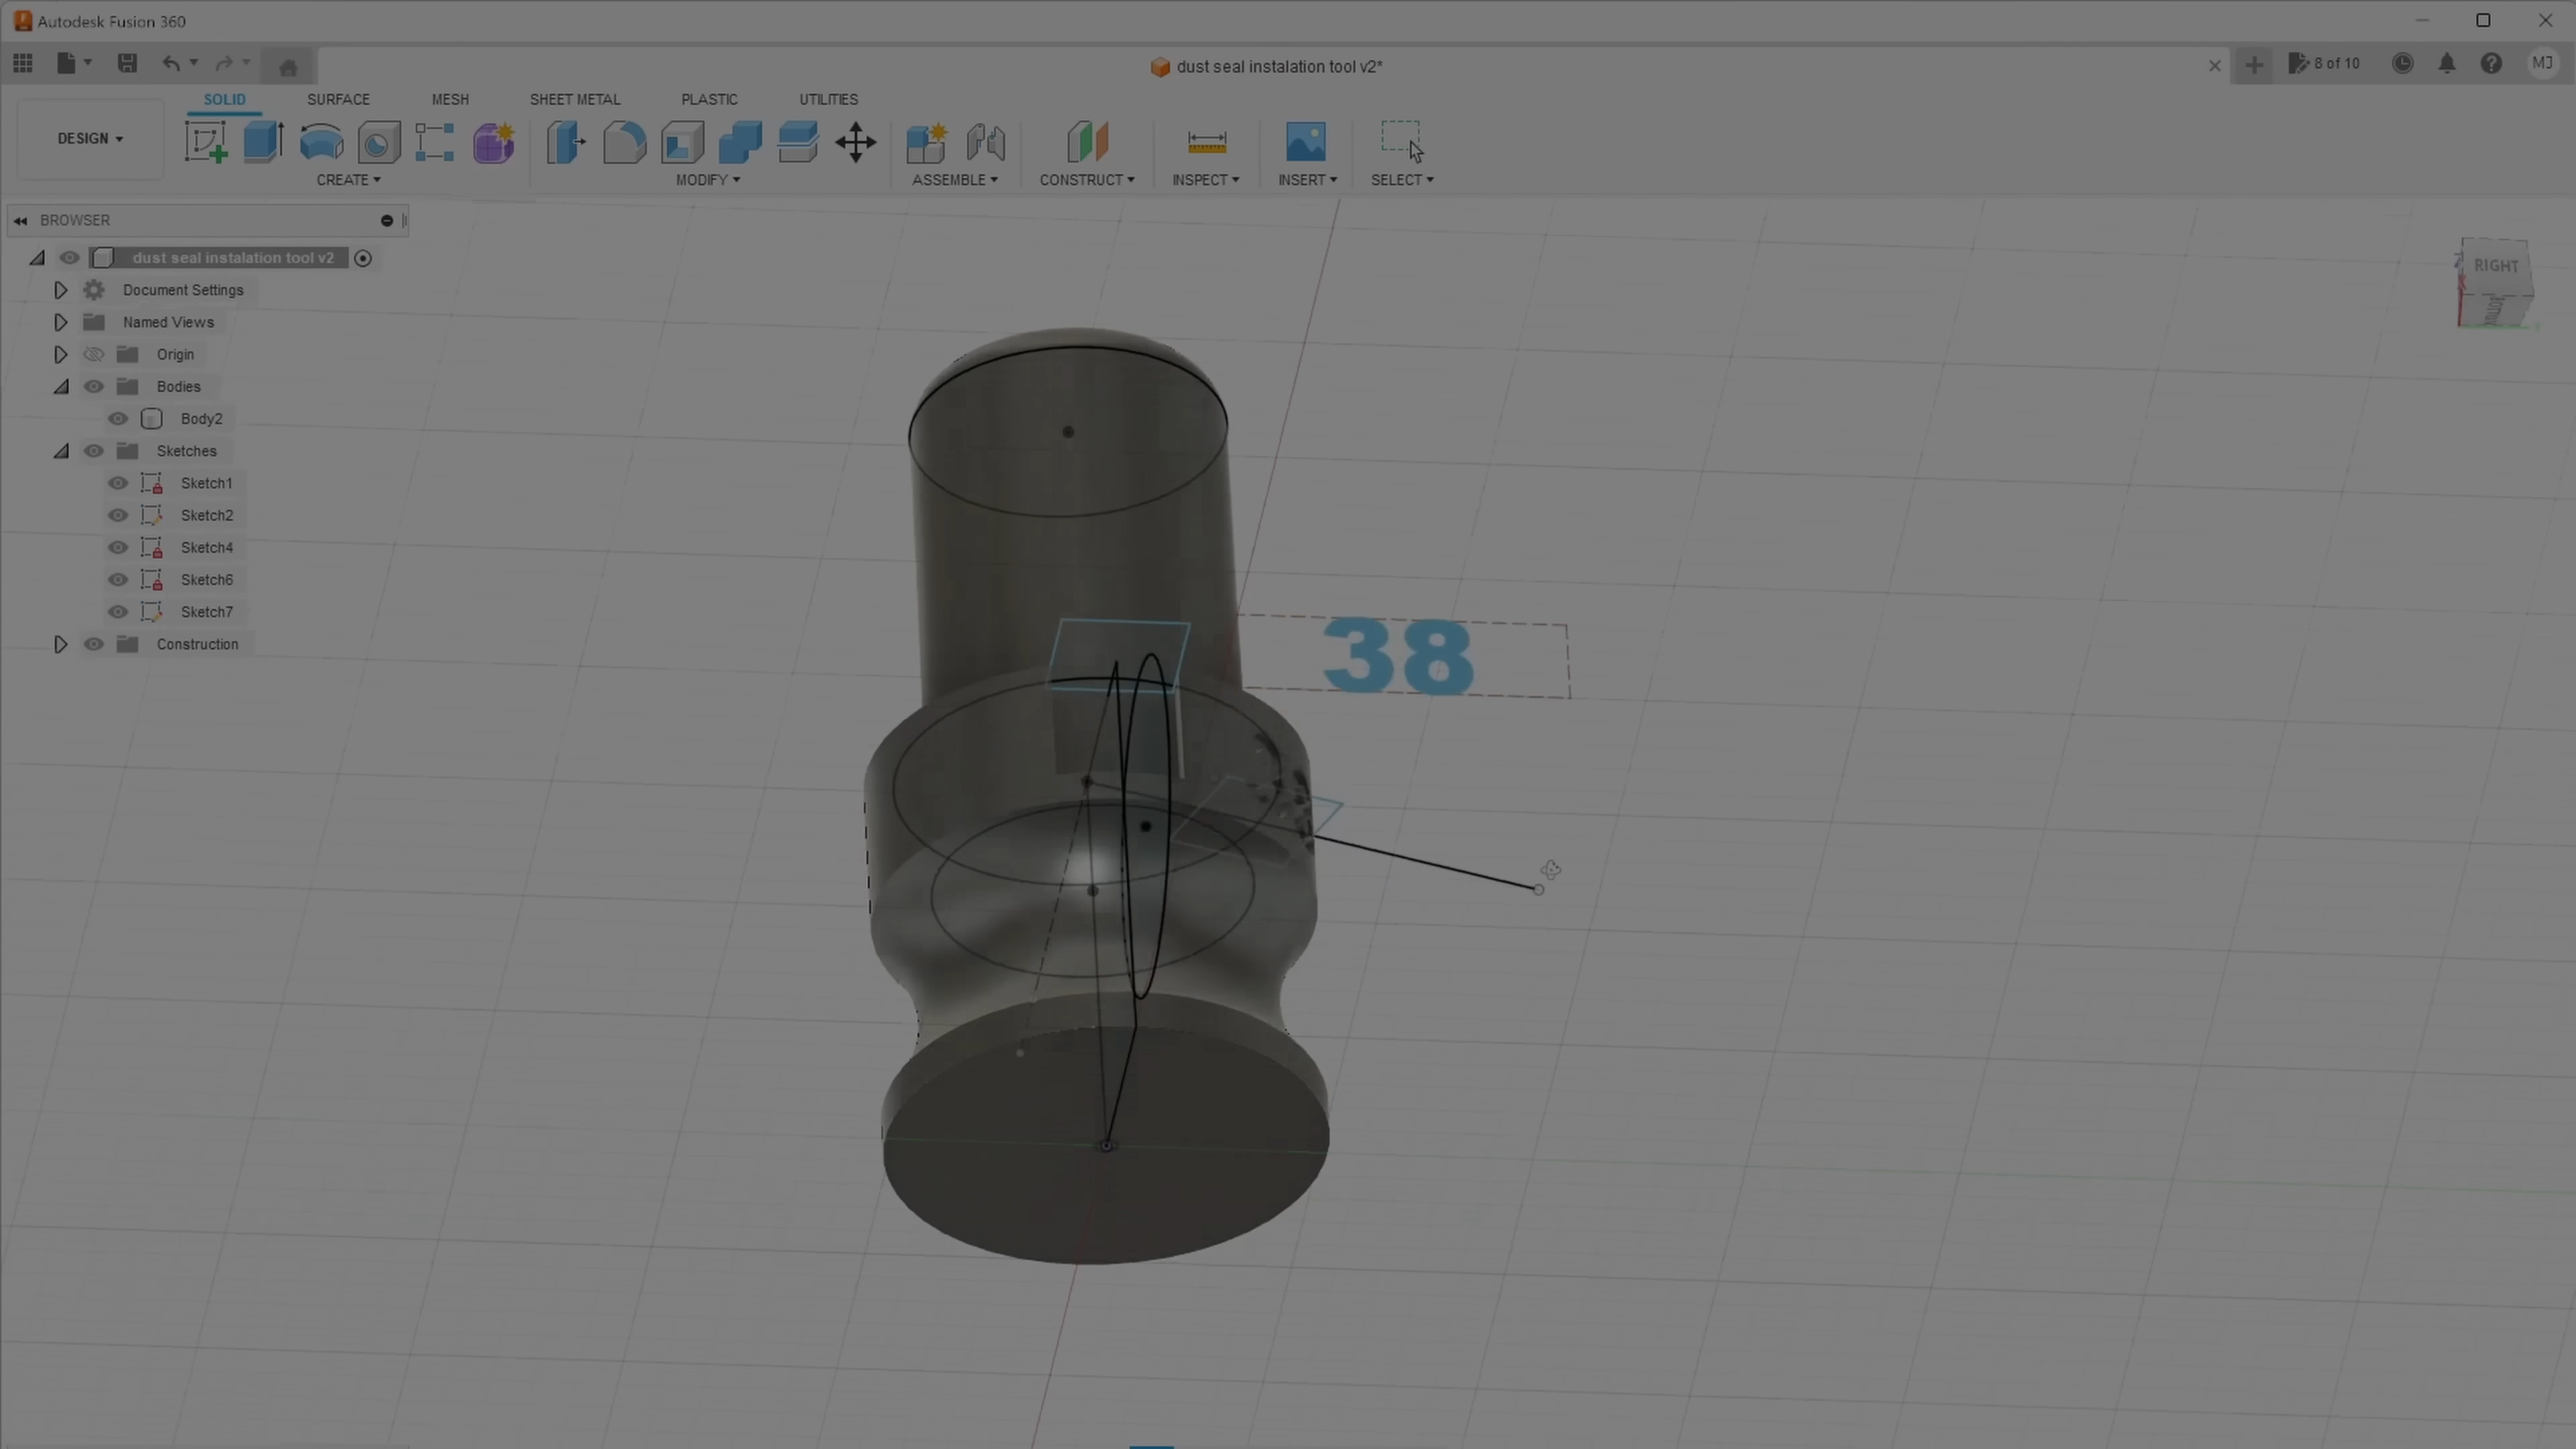 Autodesk Fusion 360
dust seal instalation tool v2*
8 of 10
MJ
SOLID SURFACE MESH SHEET METAL PLASTIC UTILITIES
DESIGN
CREATE MODIFY ASSEMBLE CONSTRUCT INSPECT INSERT SELECT
BROWSER
dust seal instalation tool v2
Document Settings
Named Views
Origin
Bodies
Body2
Sketches
Sketch1
Sketch2
Sketch4
Sketch6
Sketch7
Construction
RIGHT
38